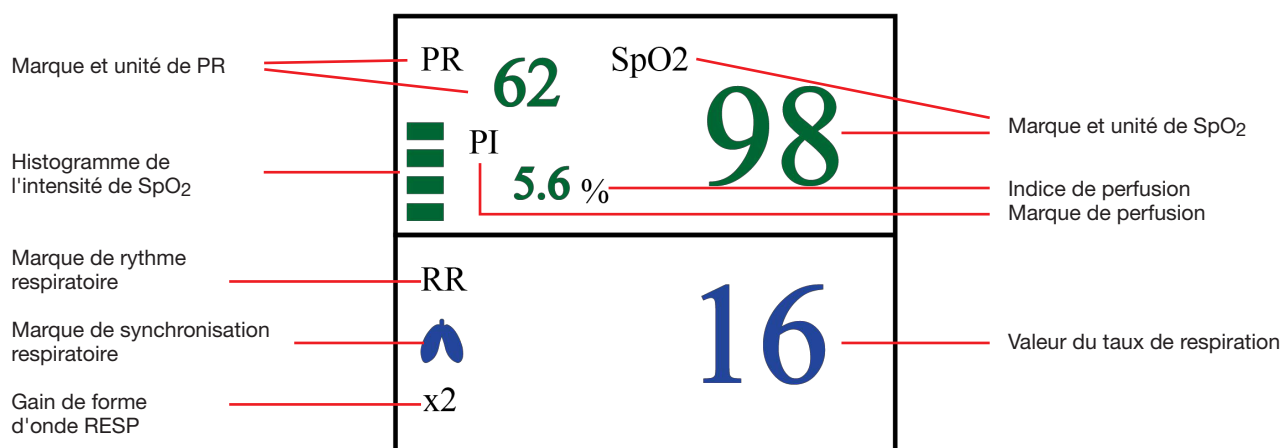 Marque et unité de PR
Histogramme de
l'intensité de SpO2
Marque de rythme
respiratoire
Marque de synchronisation
respiratoire
Gain de forme
d'onde RESP
PR
62
SpO2
98
PI
5.6 %
RR
16
x2
Marque et unité de SpO2
Indice de perfusion
Marque de perfusion
Valeur du taux de respiration